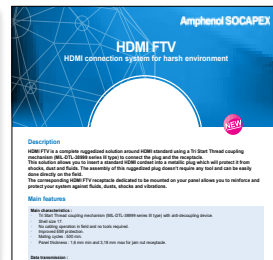 Amphenol SOCAPEX
HDMI FTV
HDMI connection system for harsh environment
NEW
Description
HDMI FTV is a complete ruggedized solution around HDMI standard using a Tri Start Thread coupling
mechanism (MIL-DTL-38999 series III type) to connect the plug and the receptacle.
This solution allows you to insert a standard HDMI cordset into a metallic plug which will protect it from
shocks, dust and fluids. The assembly of this ruggedized plug doesn't require any tool and can be easily
done directly on the field.
The corresponding HDMI FTV receptacle dedicated to be mounted on your panel allows you to reinforce and
protect your system against fluids, dusts, shocks and vibrations.
Main features
Main characteristics :
- Tri Start Thread coupling mechanism (MIL-DTL-38999 series III type) with anti-decoupling device
- Shell size 17.
- No cabling operation in field and no tools required.
- Improved EMI protection.
- Mating cycles : 500 min.
- Panel thickness : 1,6 mm min and 3,18 mm max for jam nut receptacle.
Data transmission :